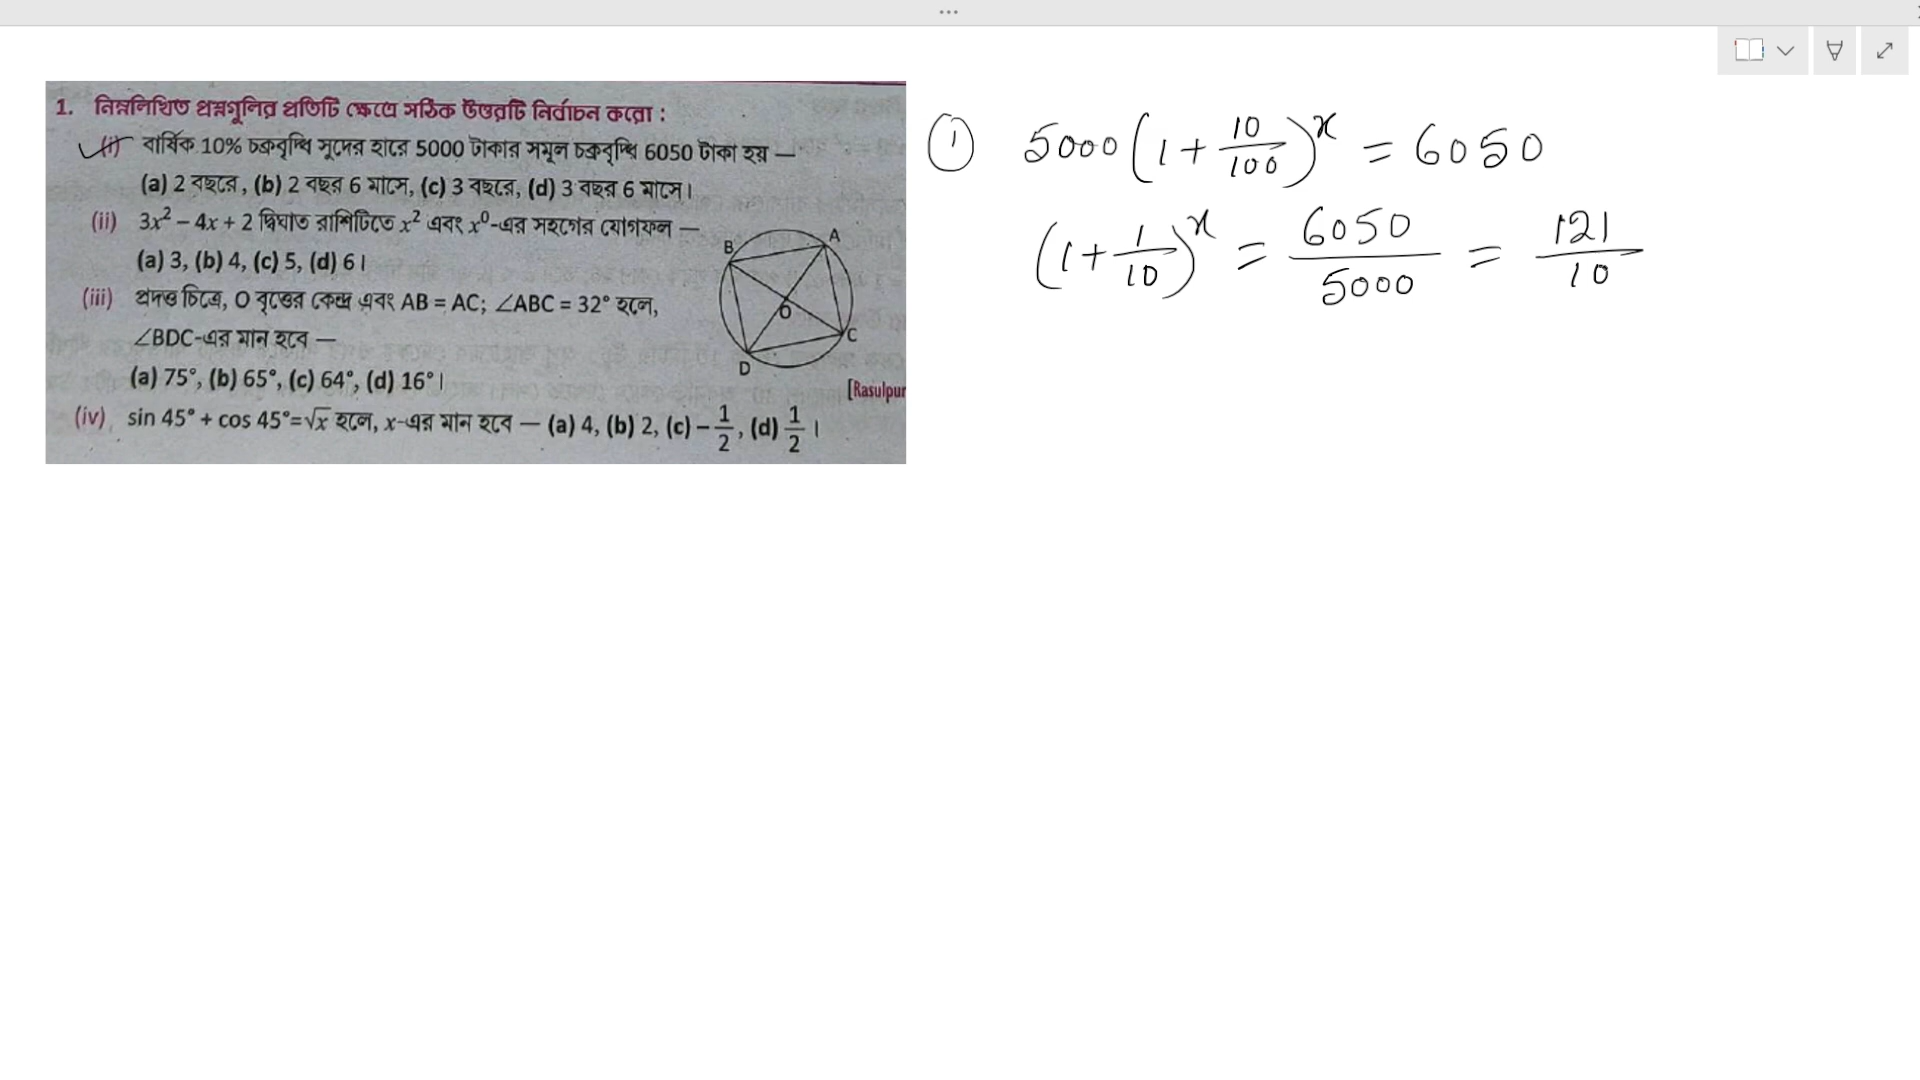 1. নিম্নলিখিত প্রশ্নগুলির প্রতিটি ক্ষেত্রে সঠিক উত্তরটি নির্বাচন করো :
(i) বার্ষিক 10% চক্রবৃদ্ধি সুদের হারে 5000 টাকার সমূল চক্রবৃদ্ধি 6050 টাকা হয় —
(a) 2 বছরে, (b) 2 বছর 6 মাসে, (c) 3 বছরে, (d) 3 বছর 6 মাসে।
(ii) 3x² – 4x + 2 দ্বিঘাত রাশিটিতে x² এবং x⁰-এর সহগের যোগফল —
(a) 3, (b) 4, (c) 5, (d) 6।
(iii) প্রদত্ত চিত্রে, O বৃত্তের কেন্দ্র এবং AB = AC; ∠ABC = 32° হলে,
∠BDC-এর মান হবে —
(a) 75°, (b) 65°, (c) 64°, (d) 16°।
[Rasulpur
(iv) sin 45° + cos 45°=√x হলে, x-এর মান হবে — (a) 4, (b) 2, (c) –1/2, (d) 1/2।
B A
O
C
D
① 5000(1+10/100)^x = 6050
(1+1/10)^x = 6050/5000 = 121/10